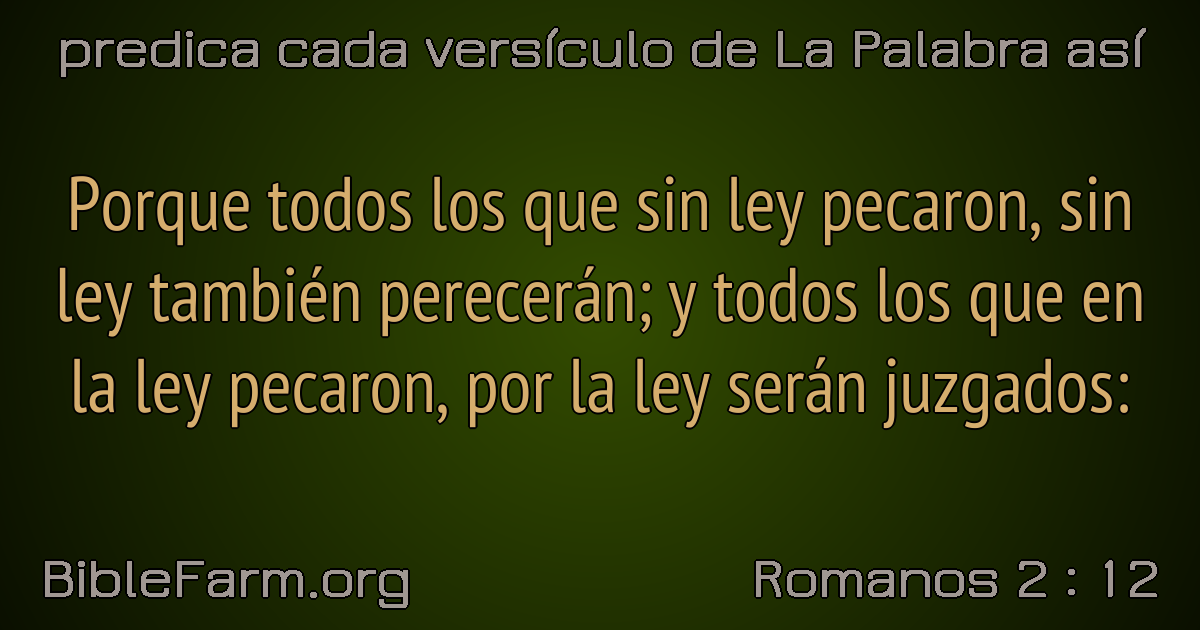 predica cada versículo de La Palabra así
Porque todos los que sin ley pecaron, sin
ley también perecerán; y todos los que en
la ley pecaron, por la ley serán juzgados:
BibleFarm.org
Romanos 2 : 12